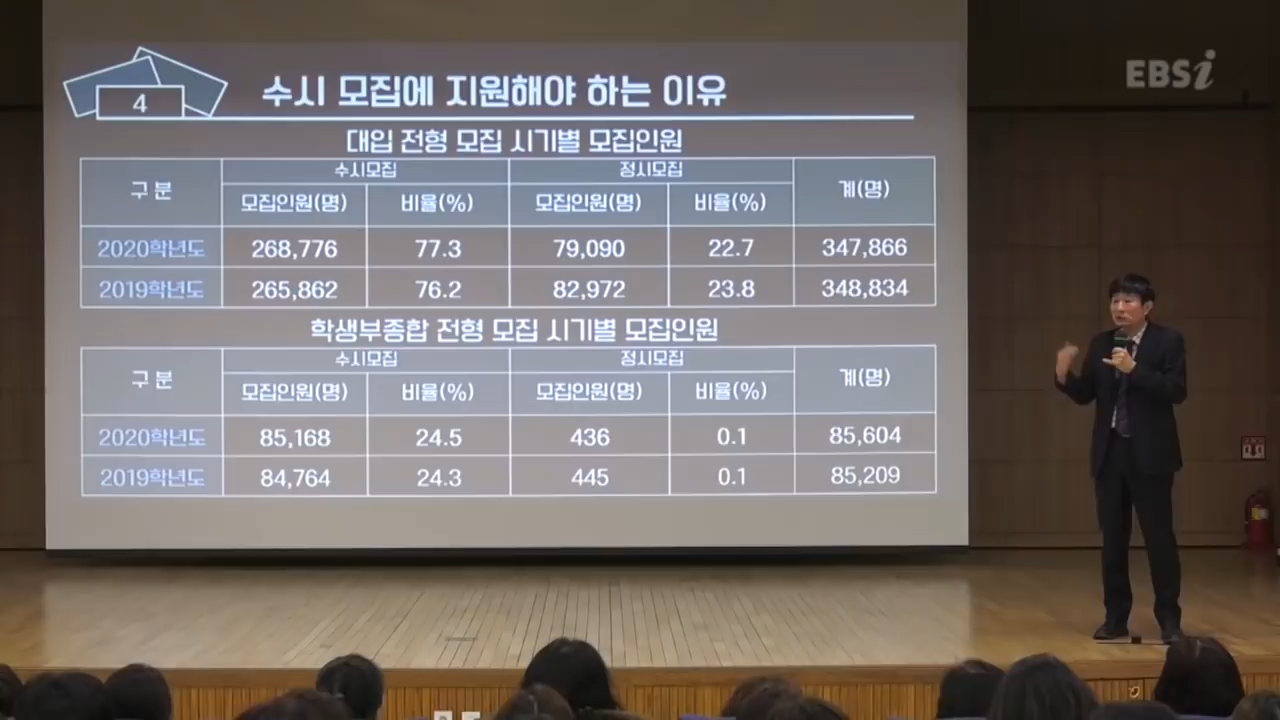 EBSi
4
수시 모집에 지원해야 하는 이유
대입 전형 모집 시기별 모집인원
구 분 수시모집 정시모집 계(명)
모집인원(명) 비율(%) 모집인원(명) 비율(%)
2020학년도 268,776 77.3 79,090 22.7 347,866
2019학년도 265,862 76.2 82,972 23.8 348,834
학생부종합 전형 모집 시기별 모집인원
구 분 수시모집 정시모집 계(명)
모집인원(명) 비율(%) 모집인원(명) 비율(%)
2020학년도 85,168 24.5 436 0.1 85,604
2019학년도 84,764 24.3 445 0.1 85,209